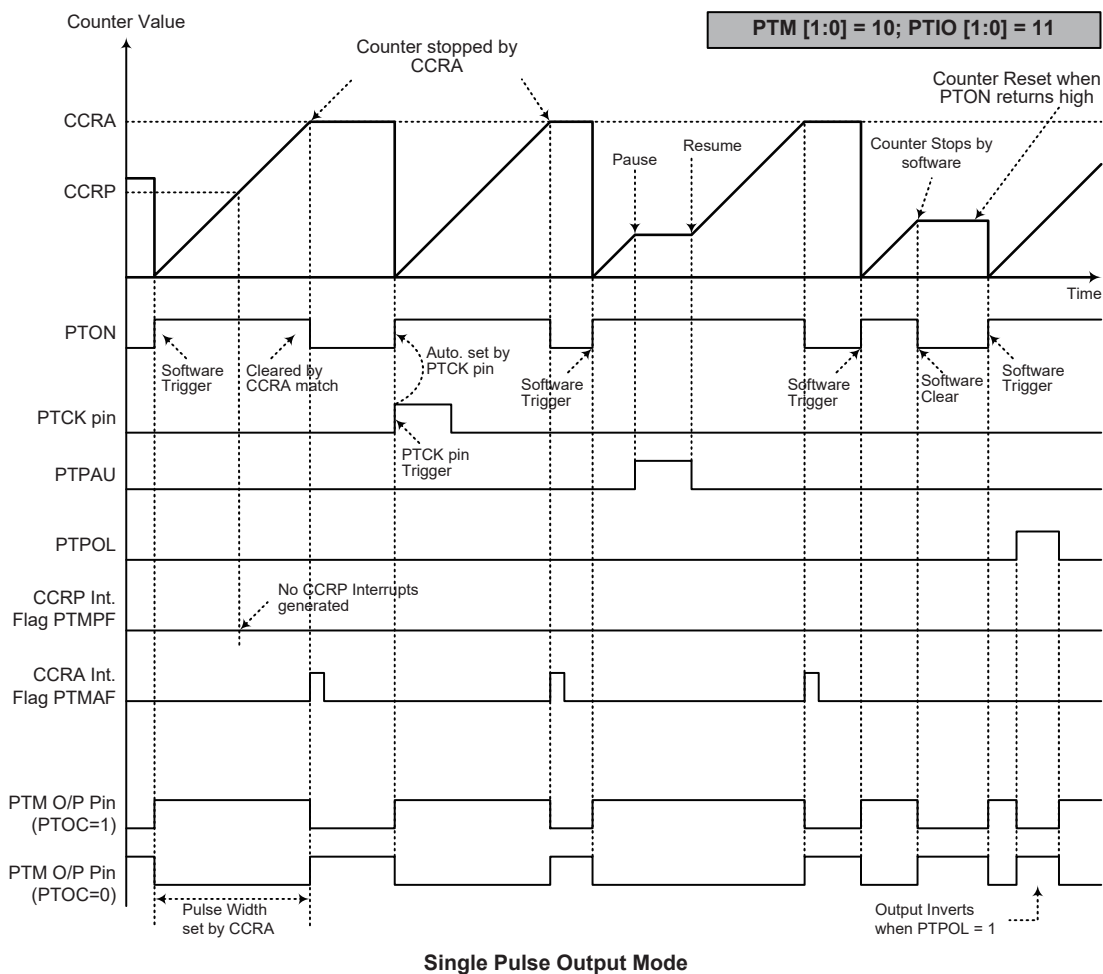 Counter Value
PTM [1:0] = 10; PTIO [1:0] = 11
Counter stopped by
CCRA
Counter Reset when
PTON returns high
CCRA
Pause
Resume
Counter Stops by
software
CCRP
Time
PTON
Software
Trigger
Cleared by
CCRA match
Auto. set by
PTCK pin
Software
Trigger
Software
Trigger
Software
Clear
Software
Trigger
PTCK pin
PTCK pin
Trigger
PTPAU
PTPOL
CCRP Int.
Flag PTMPF
No CCRP Interrupts
generated
CCRA Int.
Flag PTMAF
PTM O/P Pin
(PTOC=1)
PTM O/P Pin
(PTOC=0)
Pulse Width
set by CCRA
Output Inverts
when PTPOL = 1
Single Pulse Output Mode